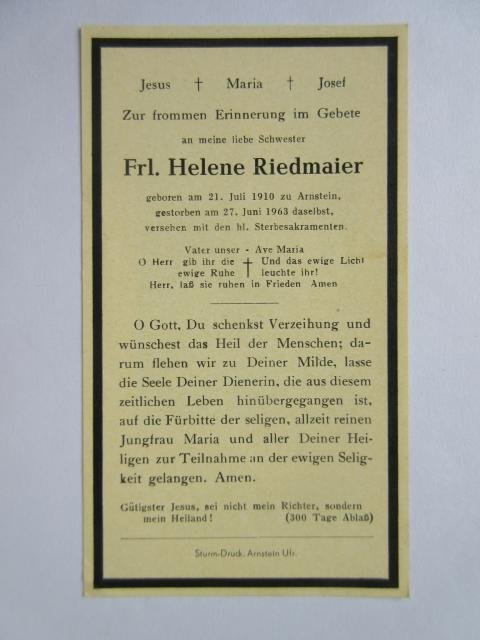 Jesus † Maria † Josef
Zur frommen Erinnerung im Gebete
an meine liebe Schwester
Frl. Helene Riedmaier
geboren am 21. Juli 1910 zu Arnstein,
gestorben am 27. Juni 1963 daselbst,
versehen mit den hl. Sterbesakramenten.
Vater unser - Ave Maria
O Herr gib ihr die † Und das ewige Licht
ewige Ruhe leuchte ihr!
Herr, laß sie ruhen in Frieden Amen
O Gott, Du schenkst Verzeihung und
wünschest das Heil der Menschen; da-
rum flehen wir zu Deiner Milde, lasse
die Seele Deiner Dienerin, die aus diesem
zeitlichen Leben hinübergegangen ist,
auf die Fürbitte der seligen, allzeit reinen
Jungfrau Maria und aller Deiner Hei-
ligen zur Teilnahme an der ewigen Selig-
keit gelangen. Amen.
Gütigster Jesus, sei nicht mein Richter, sondern
mein Heiland! (300 Tage Ablaß)
Sturm-Druck, Arnstein Ufr.